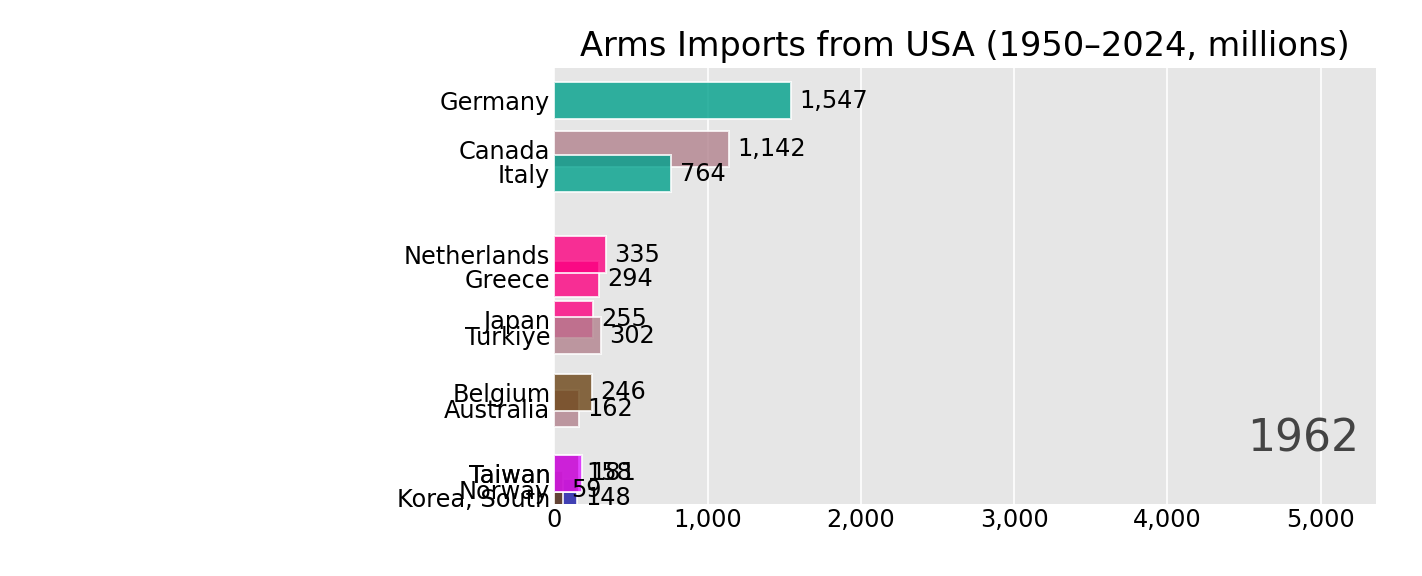 Arms Imports from USA (1950–2024, millions)
Germany 1,547
Canada 1,142
Italy 764
Netherlands 335
Greece 294
Japan 255
Turkiye 302
Belgium 246
Australia 162
1962
Taiwan
Norway 59
Korea, South 148
0 1,000 2,000 3,000 4,000 5,000